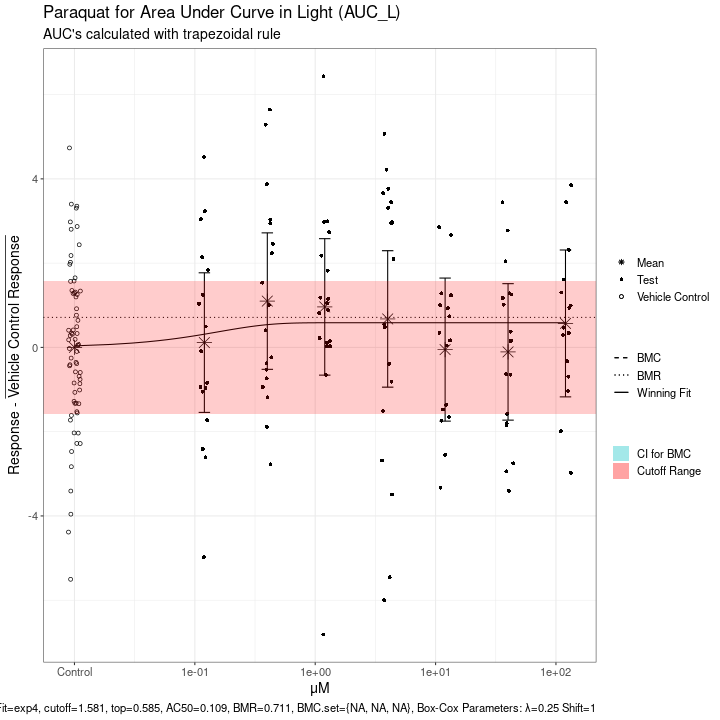 Paraquat for Area Under Curve in Light (AUC_L)
AUC's calculated with trapezoidal rule
Response - Vehicle Control Response
4
0
-4
Control
1e-01
1e+00
1e+01
1e+02
µM
Mean
Test
Vehicle Control
BMC
BMR
Winning Fit
CI for BMC
Cutoff Range
Fit=exp4, cutoff=1.581, top=0.585, AC50=0.109, BMR=0.711, BMC.set={NA, NA, NA}, Box-Cox Parameters: λ=0.25 Shift=1